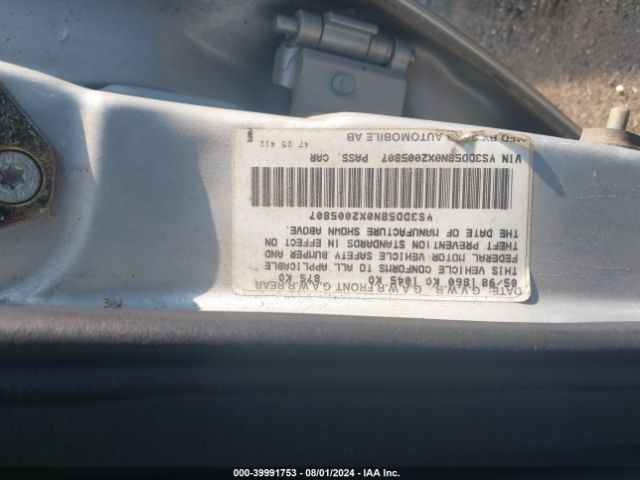 DATE: G.V.W.R. G.A.W.R.FRONT G.A.W.R.REAR
05/98 1860 KG 1045 KG 875 KG
THIS VEHICLE CONFORMS TO ALL APPLICABLE
FEDERAL MOTOR VEHICLE SAFETY BUMPER AND
THEFT PREVENTION STANDARDS IN EFFECT ON
THE DATE OF MANUFACTURE SHOWN ABOVE.
YS3DD58N0X2005807
VIN YS3DD58N0X2005807 PASS. CAR
BY AUTOMOBILE AB 47 25 412
000-39991753 - 08/01/2024 - IAA Inc.